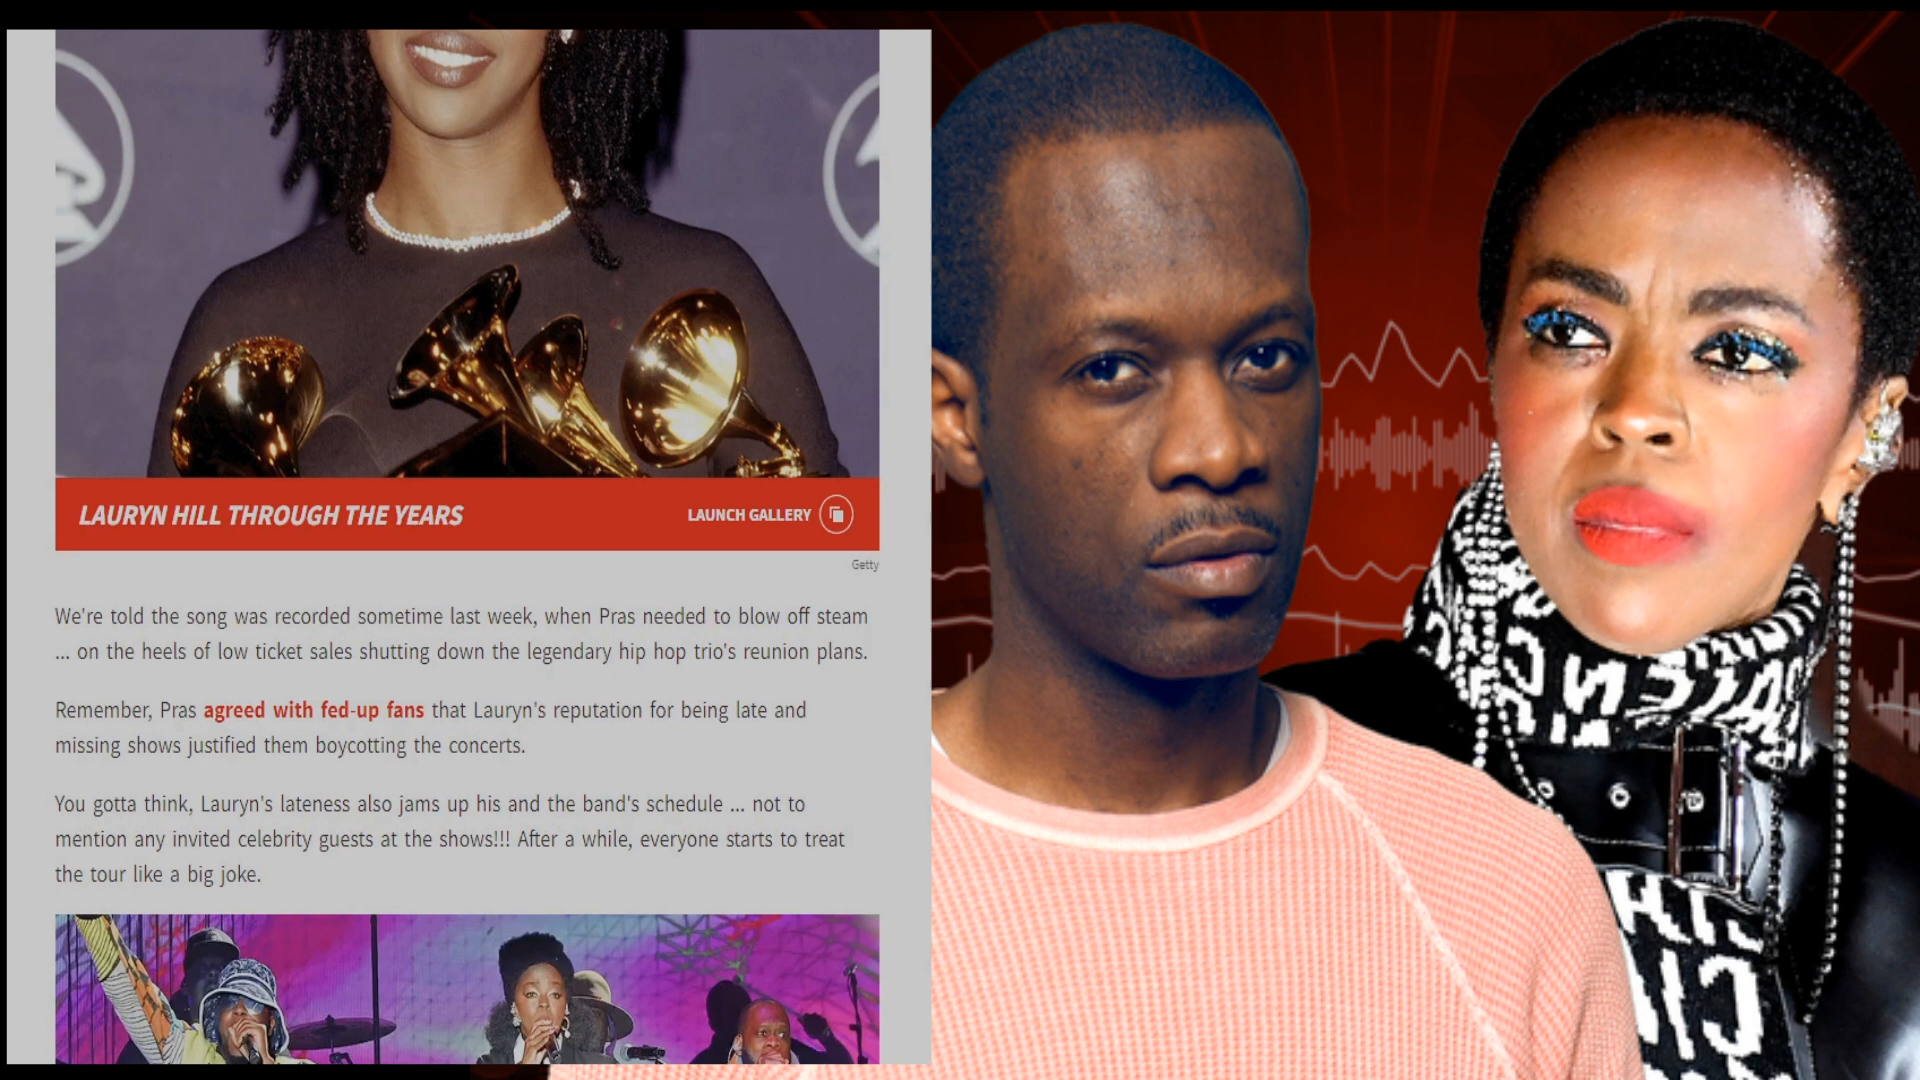 LAURYN HILL THROUGH THE YEARS
LAUNCH GALLERY
Getty
We're told the song was recorded sometime last week, when Pras needed to blow off steam
... on the heels of low ticket sales shutting down the legendary hip hop trio's reunion plans.
Remember, Pras agreed with fed-up fans that Lauryn's reputation for being late and
missing shows justified them boycotting the concerts.
You gotta think, Lauryn's lateness also jams up his and the band's schedule ... not to
mention any invited celebrity guests at the shows!!! After a while, everyone starts to treat
the tour like a big joke.